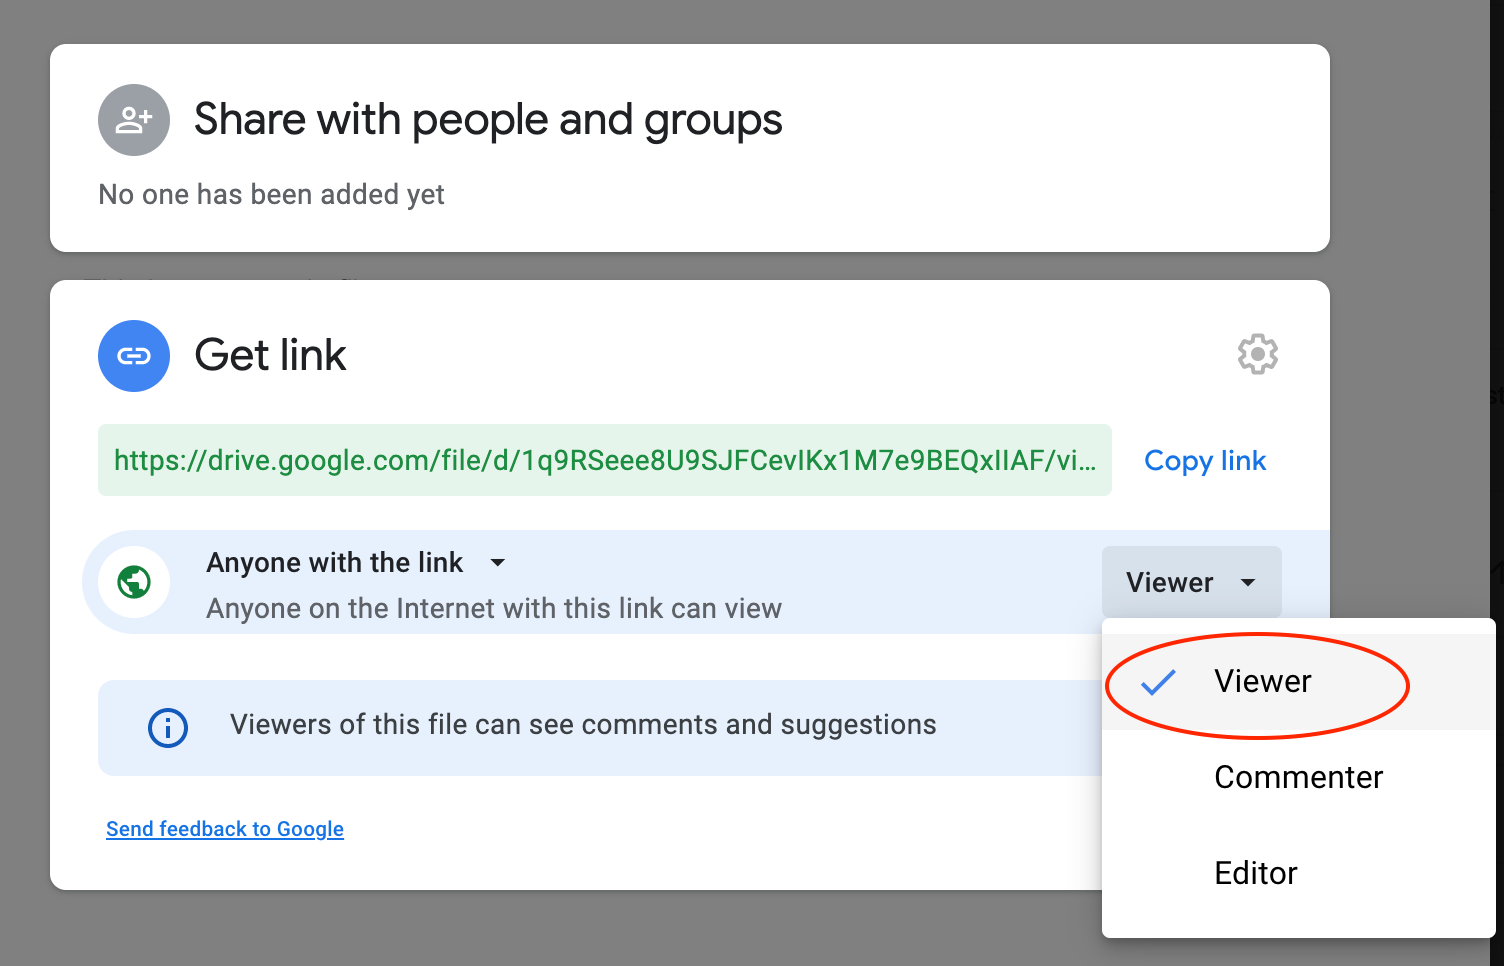 Share with people and groups
No one has been added yet
Get link
https://drive.google.com/file/d/1q9RSeee8U9SJFCevIKx1M7e9BEQxIIAF/vi...
Copy link
Anyone with the link
Anyone on the Internet with this link can view
Viewer
Viewer
Commenter
Editor
Viewers of this file can see comments and suggestions
Send feedback to Google